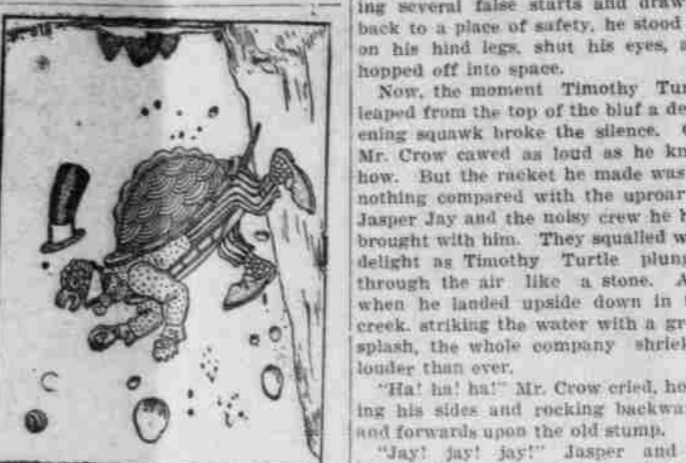 ing several false starts and draw
back to a place of safety, he stood
on his hind legs, shut his eyes, a
hopped off into space.
Now, the moment Timothy Tur
leaped from the top of the bluf a de
ening squawk broke the silence.
Mr. Crow cawed as loud as he kn
how. But the racket he made was
nothing compared with the uproar
Jasper Jay and the noisy crew he h
brought with him. They squalled w
delight as Timothy Turtle plung
through the air like a stone. A
when he landed upside down in t
creek, striking the water with a gr
splash, the whole company shriek
louder than ever.
"Ha! ha! ha!" Mr. Crow cried, ho
ing his sides and rocking backwa
and forwards upon the old stump.
"Jay! jay! jay!" Jasper and